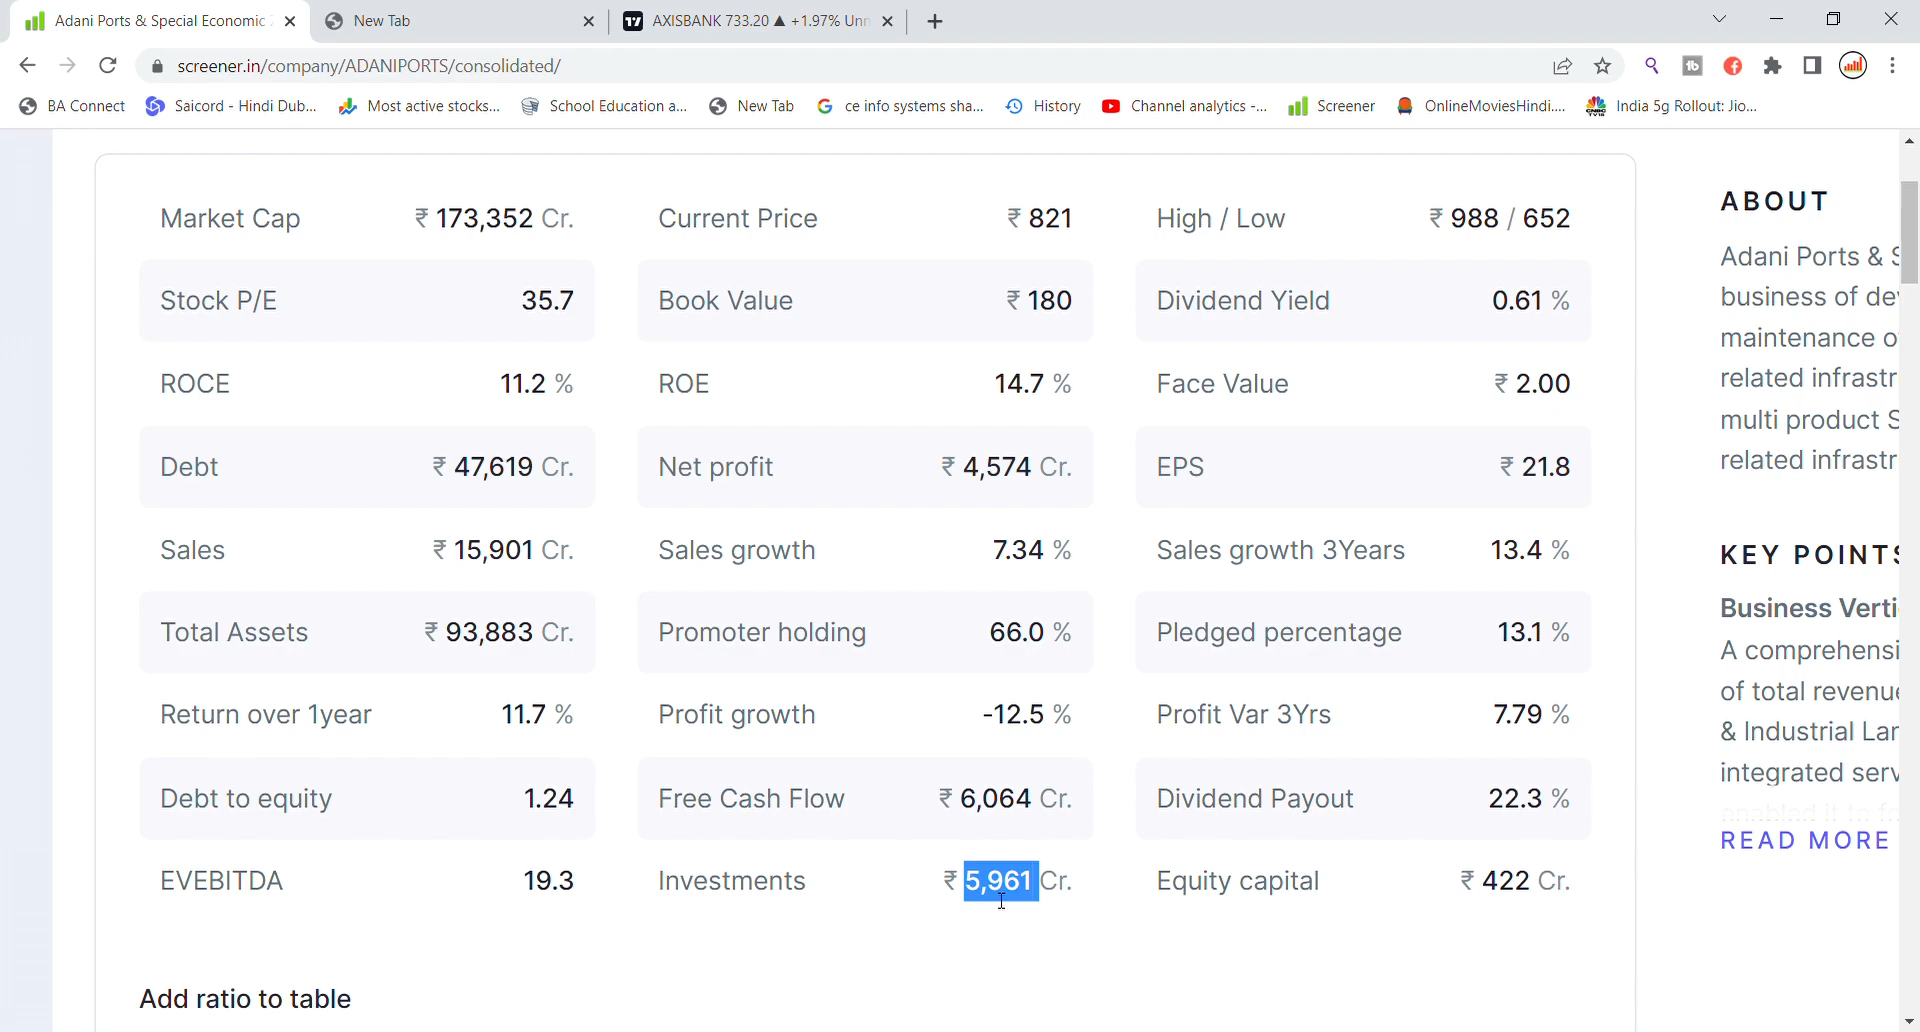 Adani Ports & Special Economic
New Tab
AXISBANK 733.20 ▲ +1.97% Unn
screener.in/company/ADANIPORTS/consolidated/
BA Connect
Saicord - Hindi Dub...
Most active stocks...
School Education a...
New Tab
ce info systems sha...
History
Channel analytics -...
Screener
OnlineMoviesHindi....
India 5g Rollout: Jio...
Market Cap ₹ 173,352 Cr.
Current Price ₹ 821
High / Low ₹ 988 / 652
Stock P/E 35.7
Book Value ₹ 180
Dividend Yield 0.61 %
ROCE 11.2 %
ROE 14.7 %
Face Value ₹ 2.00
Debt ₹ 47,619 Cr.
Net profit ₹ 4,574 Cr.
EPS ₹ 21.8
Sales ₹ 15,901 Cr.
Sales growth 7.34 %
Sales growth 3Years 13.4 %
Total Assets ₹ 93,883 Cr.
Promoter holding 66.0 %
Pledged percentage 13.1 %
Return over 1year 11.7 %
Profit growth -12.5 %
Profit Var 3Yrs 7.79 %
Debt to equity 1.24
Free Cash Flow ₹ 6,064 Cr.
Dividend Payout 22.3 %
EVEBITDA 19.3
Investments ₹ 5,961 Cr.
Equity capital ₹ 422 Cr.
Add ratio to table
ABOUT
Adani Ports & S
business of de
maintenance o
related infrastr
multi product S
related infrastr
KEY POINTS
Business Verti
A comprehensi
of total revenu
& Industrial Lar
integrated serv
READ MORE